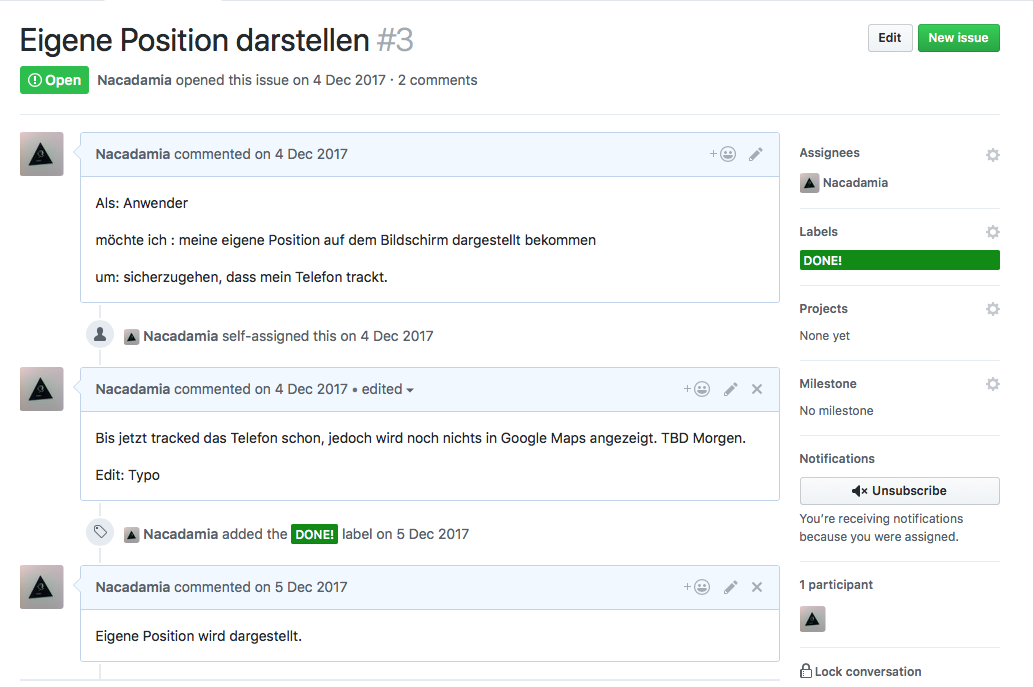 Eigene Position darstellen #3
Edit
New issue
Open
Nacadamia opened this issue on 4 Dec 2017 · 2 comments
Nacadamia commented on 4 Dec 2017
Als: Anwender
möchte ich : meine eigene Position auf dem Bildschirm dargestellt bekommen
um: sicherzugehen, dass mein Telefon trackt.
Nacadamia self-assigned this on 4 Dec 2017
Nacadamia commented on 4 Dec 2017 • edited
Bis jetzt tracked das Telefon schon, jedoch wird noch nichts in Google Maps angezeigt. TBD Morgen.
Edit: Typo
Nacadamia added the DONE! label on 5 Dec 2017
Nacadamia commented on 5 Dec 2017
Eigene Position wird dargestellt.
Assignees
Nacadamia
Labels
DONE!
Projects
None yet
Milestone
No milestone
Notifications
Unsubscribe
You’re receiving notifications
because you were assigned.
1 participant
Lock conversation